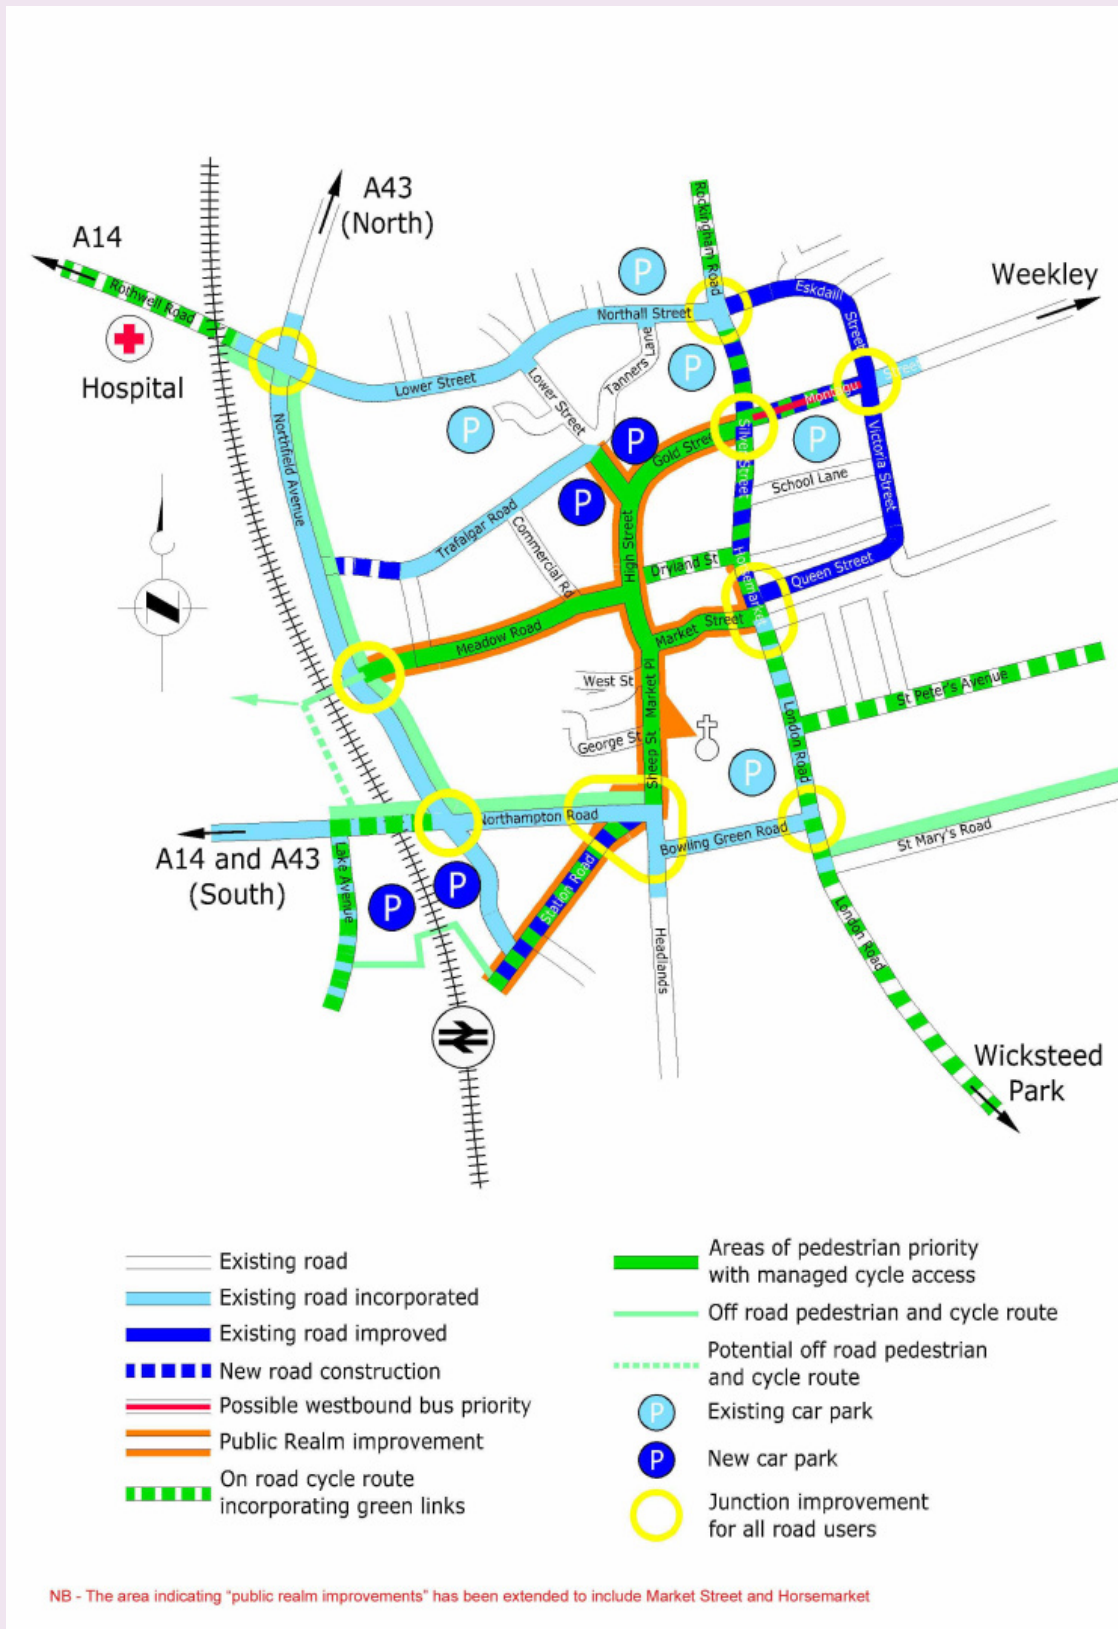 A43
(North)
A14
Rothwell Road
Hospital
Rockingham Road
Weekley
P
Northall Street
Eskdaill
Street
Tanners Lane
P
Lower Street
Lower Street
P
P
Gold Street
Silver Street
Street
P
Victoria Street
Northfield Avenue
School Lane
P
Trafalgar Road
Commercial Rd
High Street
Dryland St
Horsemarket
Queen Street
Meadow Road
Market Street
West St
Market Pl
St Peter's Avenue
George St
Sheep St
London Road
P
Northampton Road
Bowling Green Road
St Mary's Road
A14 and A43
(South)
Lake Avenue
P
P
Station Road
London Road
Headlands
Wicksteed
Park
Existing road
Existing road incorporated
Existing road improved
New road construction
Possible westbound bus priority
Public Realm improvement
On road cycle route
incorporating green links
Areas of pedestrian priority
with managed cycle access
Off road pedestrian and cycle route
Potential off road pedestrian
and cycle route
P Existing car park
P New car park
Junction improvement
for all road users
NB - The area indicating “public realm improvements” has been extended to include Market Street and Horsemarket